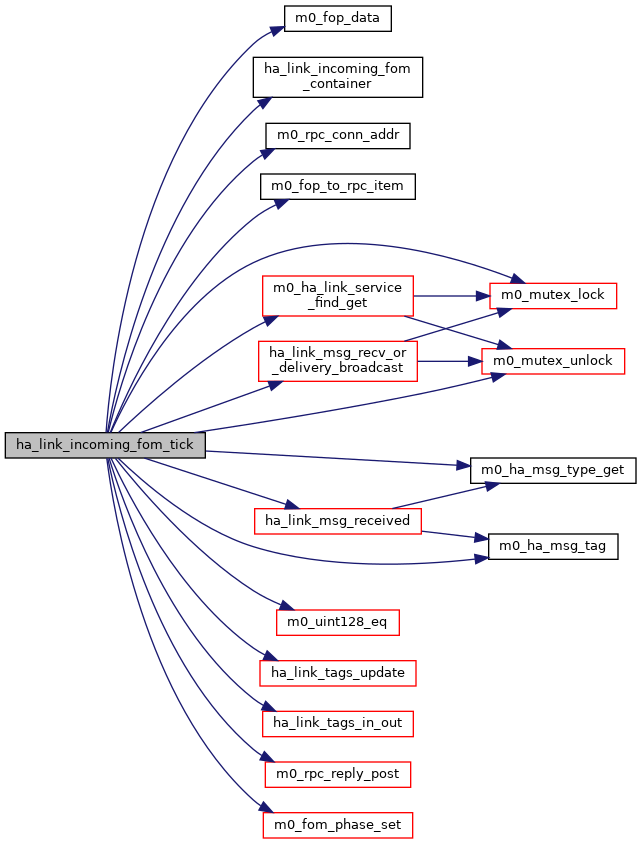 m0_fop_data
ha_link_incoming_fom
_container
m0_rpc_conn_addr
m0_fop_to_rpc_item
m0_ha_link_service
_find_get
m0_mutex_lock
ha_link_msg_recv_or
_delivery_broadcast
m0_mutex_unlock
ha_link_incoming_fom_tick
m0_ha_msg_type_get
ha_link_msg_received
m0_ha_msg_tag
m0_uint128_eq
ha_link_tags_update
ha_link_tags_in_out
m0_rpc_reply_post
m0_fom_phase_set